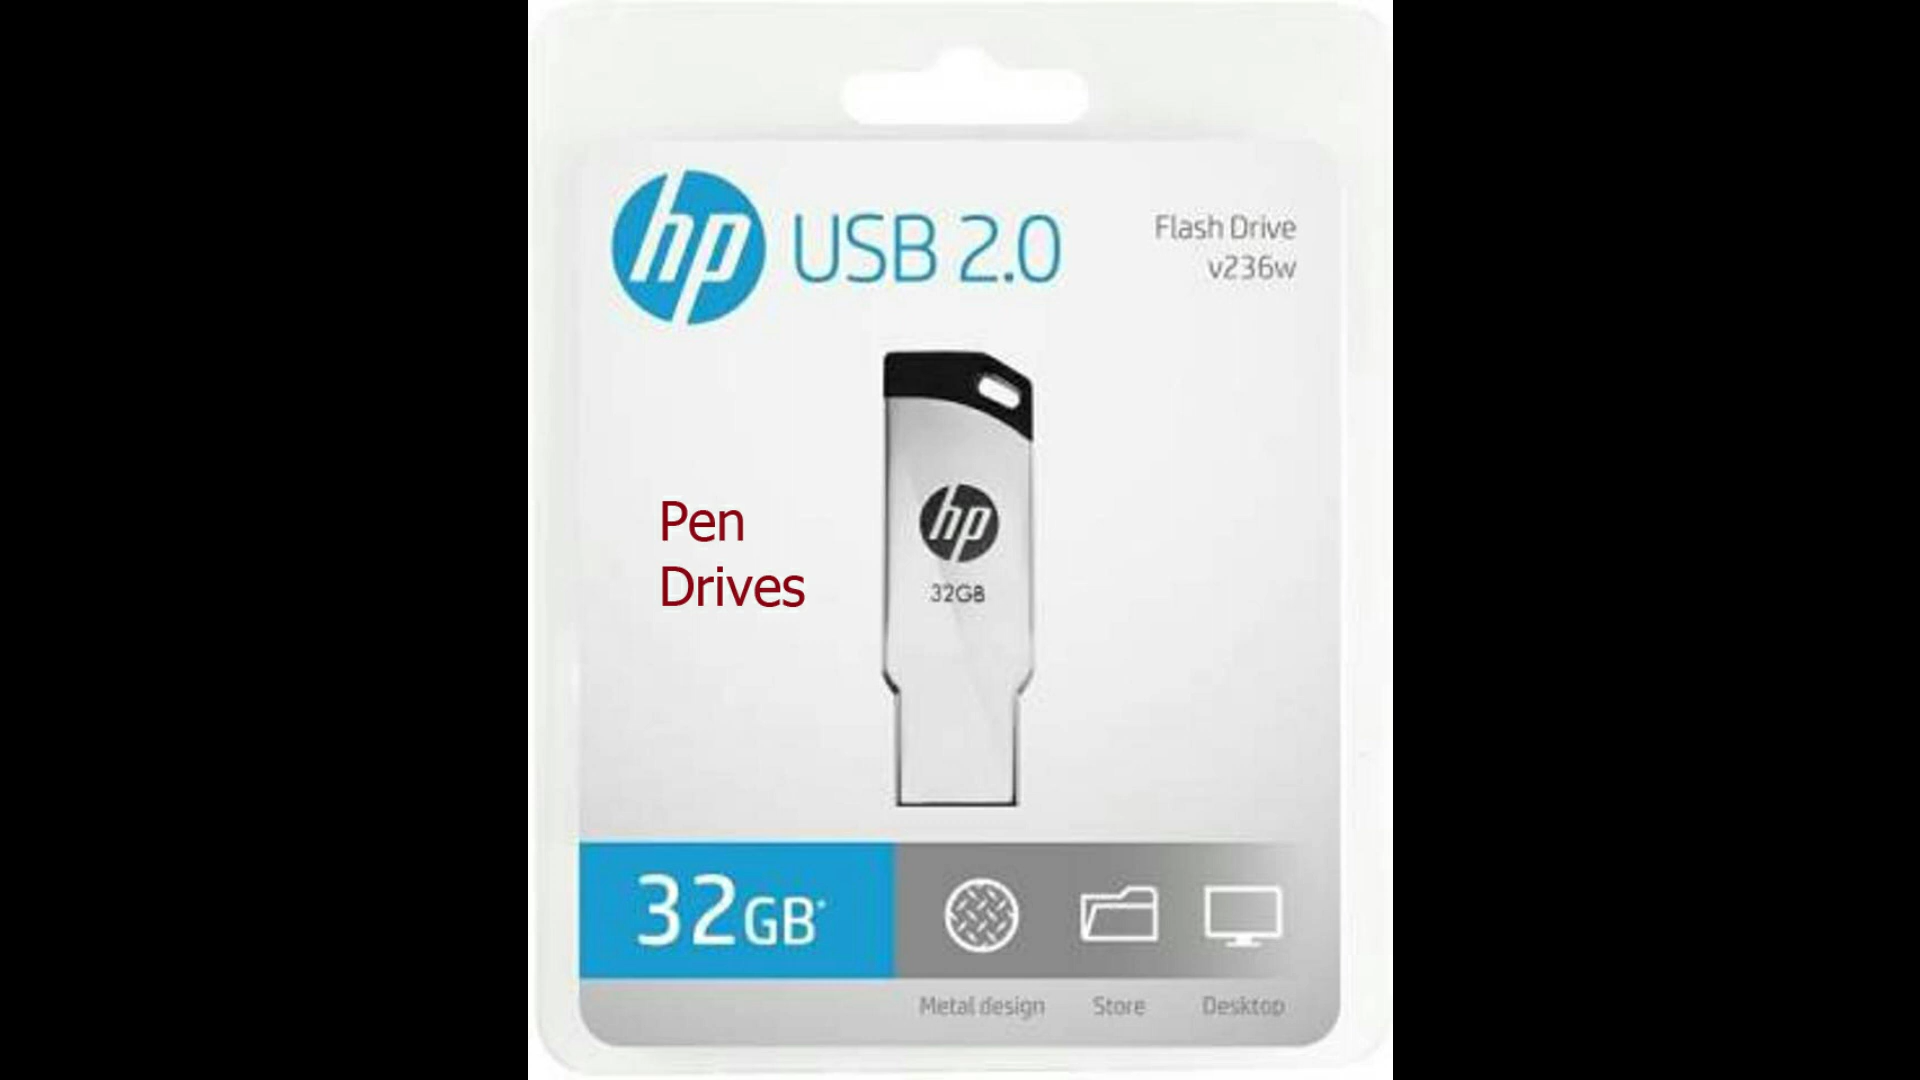 hp USB 2.0
Flash Drive
v236w
hp
32GB
Pen
Drives
32GB*
Metal design
Store
Desktop